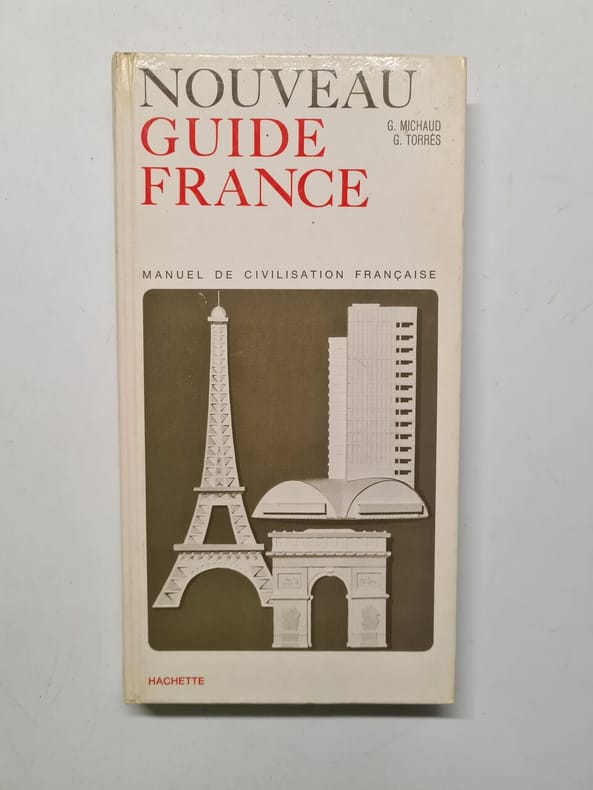 NOUVEAU
GUIDE
FRANCE
G. MICHAUD
G. TORRÈS
MANUEL DE CIVILISATION FRANÇAISE
HACHETTE